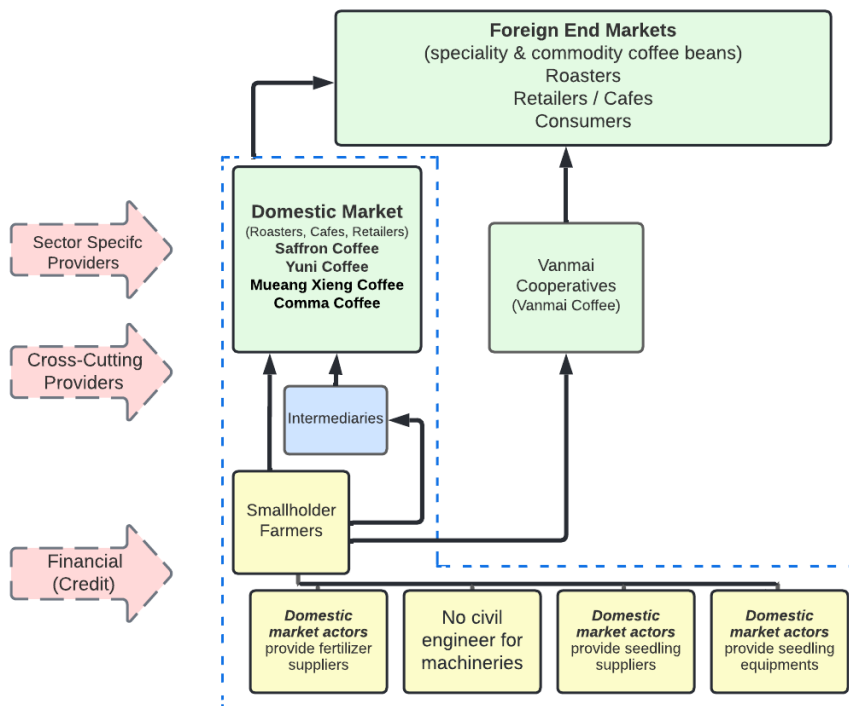 Foreign End Markets
(speciality & commodity coffee beans)
Roasters
Retailers / Cafes
Consumers
Domestic Market
(Roasters, Cafes, Retailers)
Saffron Coffee
Yuni Coffee
Mueang Xieng Coffee
Comma Coffee
Sector Specifc
Providers
Vanmai
Cooperatives
(Vanmai Coffee)
Cross-Cutting
Providers
Intermediaries
Smallholder
Farmers
Financial
(Credit)
Domestic
market actors
provide fertilizer
suppliers
No civil
engineer for
machineries
Domestic
market actors
provide seedling
suppliers
Domestic
market actors
provide seedling
equipments